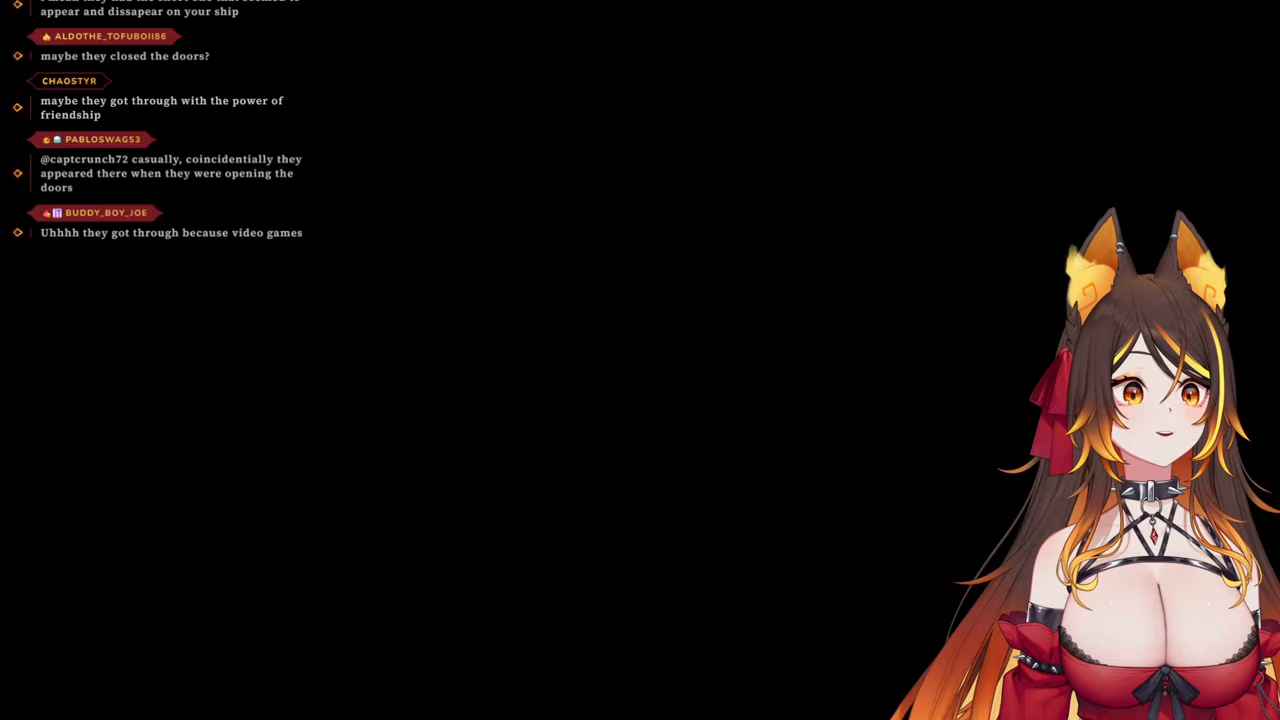 appear and dissapear on your ship
ALDOTHE_TOFUBOII86
maybe they closed the doors?
CHAOSTYR
maybe they got through with the power of
friendship
PABLOSWAG53
@captcrunch72 casually, coincidentally they
appeared there when they were opening the
doors
BUDDY_BOY_JOE
Uhhhh they got through because video games